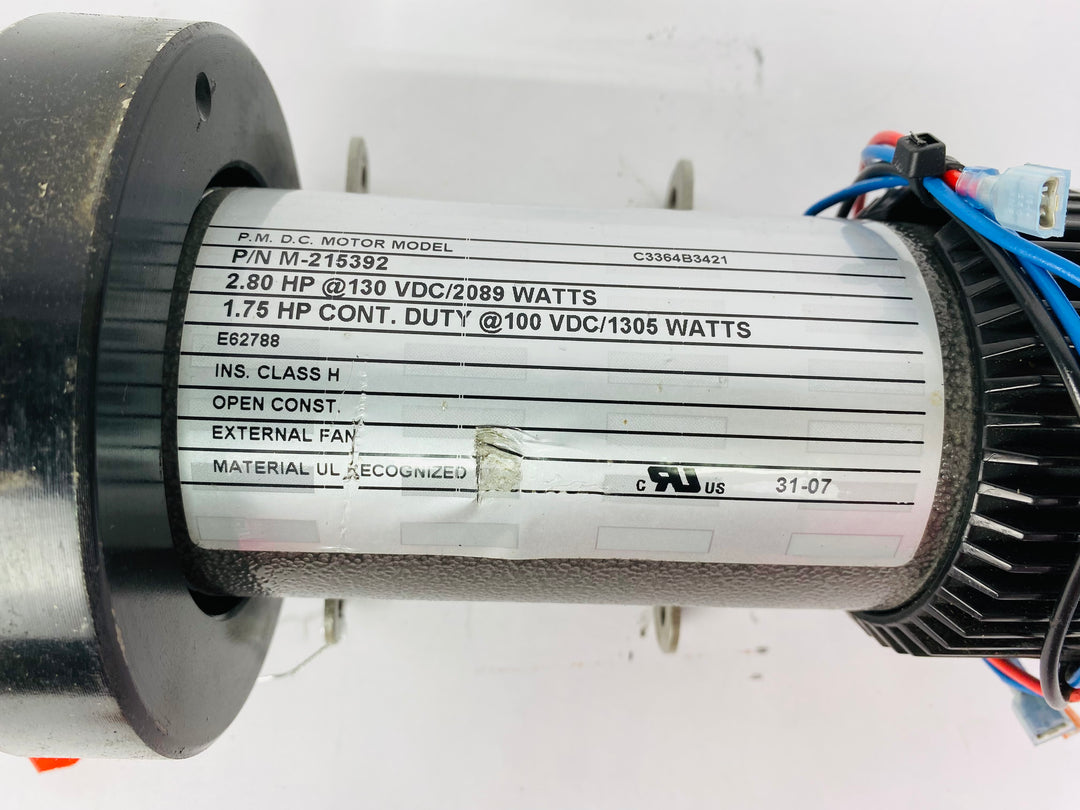 P.M. D.C. MOTOR MODEL C3364B3421
P/N M-215392
2.80 HP @130 VDC/2089 WATTS
1.75 HP CONT. DUTY @100 VDC/1305 WATTS
E62788
INS. CLASS H
OPEN CONST.
EXTERNAL FAN
MATERIAL UL RECOGNIZED C RU US 31-07